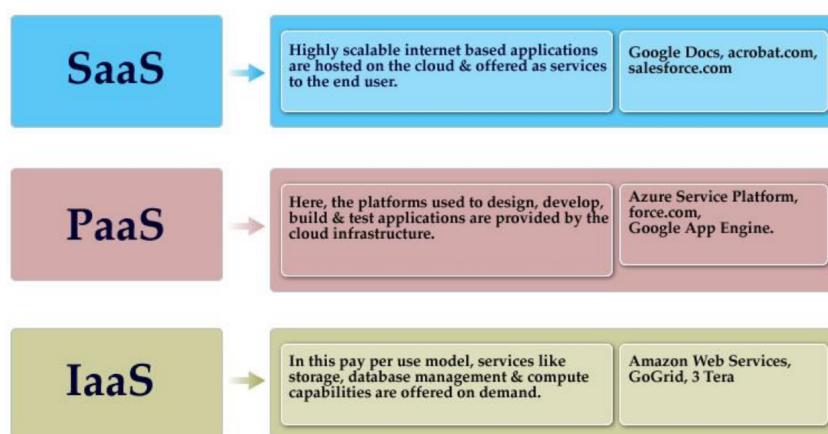 SaaS
Highly scalable internet based applications
are hosted on the cloud & offered as services
to the end user.
Google Docs, acrobat.com,
salesforce.com
PaaS
Here, the platforms used to design, develop,
build & test applications are provided by the
cloud infrastructure.
Azure Service Platform,
force.com,
Google App Engine.
IaaS
In this pay per use model, services like
storage, database management & compute
capabilities are offered on demand.
Amazon Web Services,
GoGrid, 3 Tera